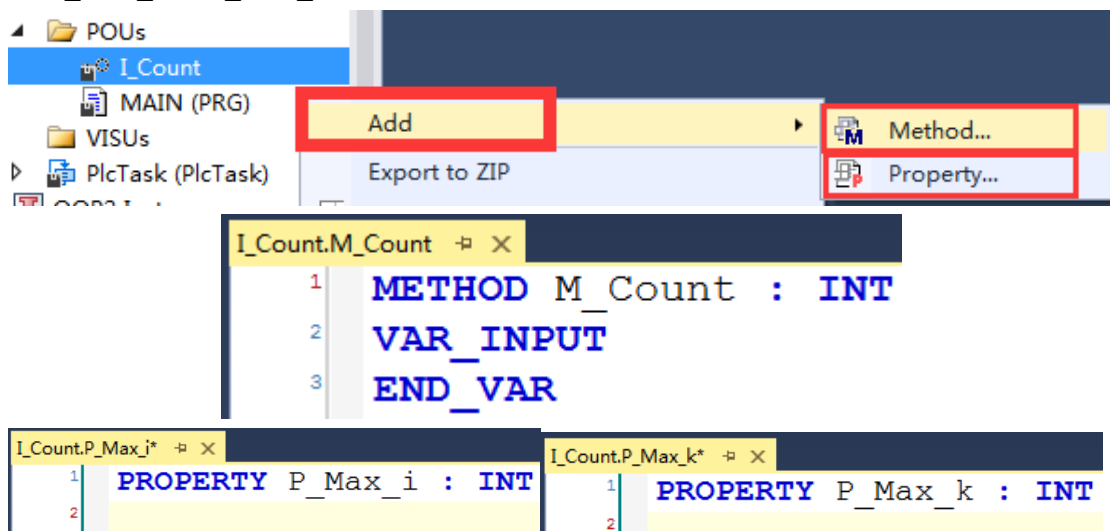 POUs
I_Count
MAIN (PRG)
VISUs
PlcTask (PlcTask)
Add
Export to ZIP
Method...
Property...
I_Count.M_Count
1 METHOD M_Count : INT
2 VAR_INPUT
3 END_VAR
I_Count.P_Max_i*
1 PROPERTY P_Max_i : INT
2
I_Count.P_Max_k*
1 PROPERTY P_Max_k : INT
2